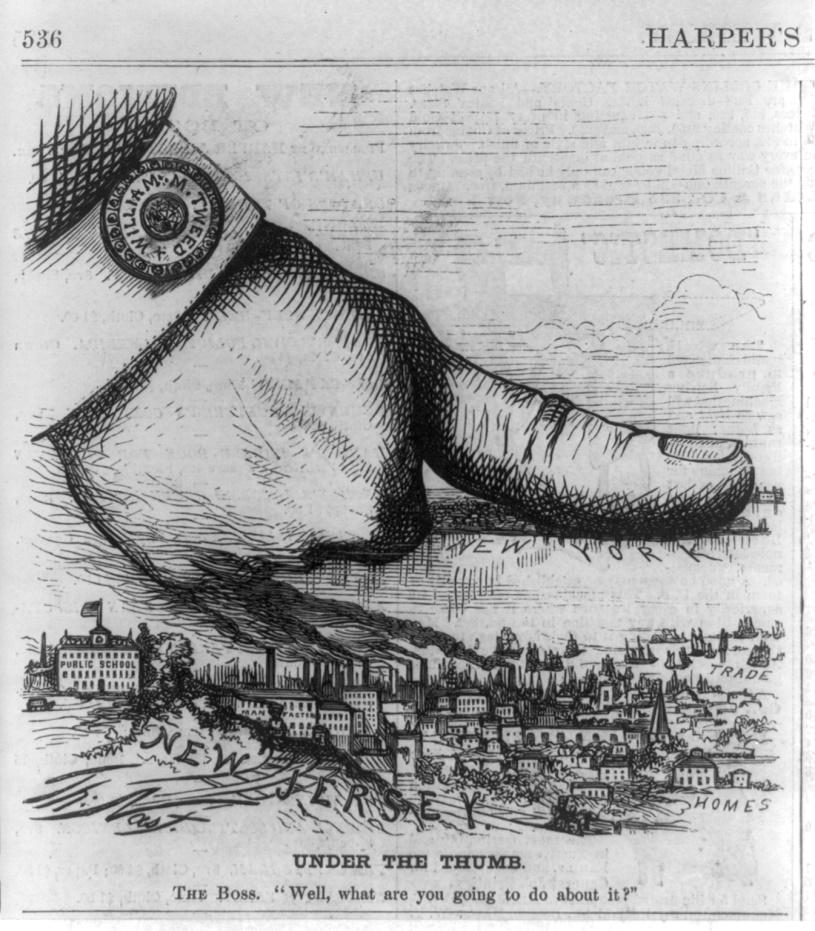 536
HARPER'S
WILLIAM. M. TWEED
NEW YORK
PUBLIC SCHOOL
TRADE
NEW JERSEY.
HOMES
Th. Nast
UNDER THE THUMB.
THE BOSS. "Well, what are you going to do about it?"